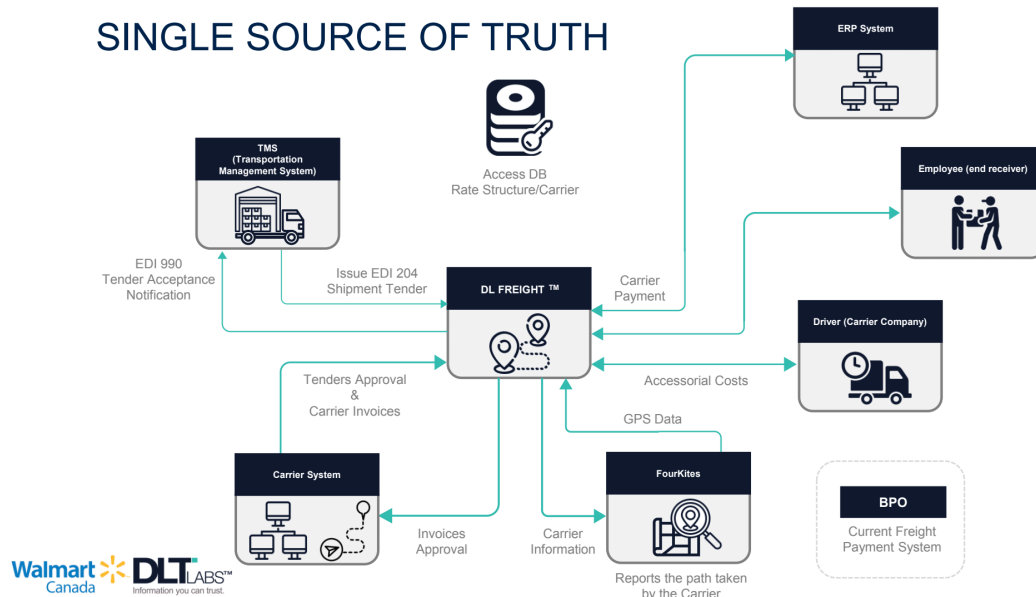 SINGLE SOURCE OF TRUTH
ERP System
TMS
(Transportation
Management System)
Access DB
Rate Structure/Carrier
Employee (end receiver)
EDI 990
Tender Acceptance
Notification
Issue EDI 204
Shipment Tender
DL FREIGHT ™
Carrier
Payment
Driver (Carrier Company)
Tenders Approval
&
Carrier Invoices
Accessorial Costs
GPS Data
Carrier System
FourKites
BPO
Current Freight
Payment System
Invoices
Approval
Carrier
Information
Reports the path taken
by the Carrier
Walmart
Canada
DLT LABS™
Information you can trust.